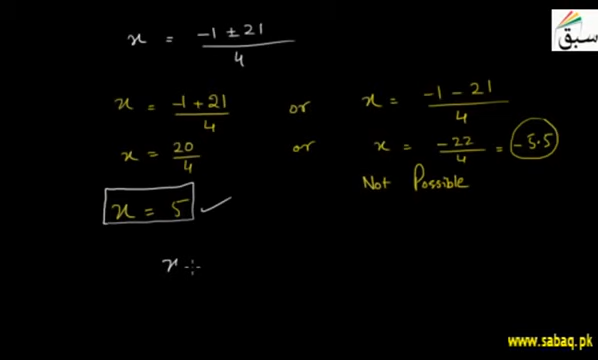 x = -1 ± 21 / 4
سبق
x = -1 + 21 / 4 or x = -1 - 21 / 4
x = 20 / 4 or x = -22 / 4 = -5.5
Not Possible
x = 5 ✓
x +
www.sabaq.pk